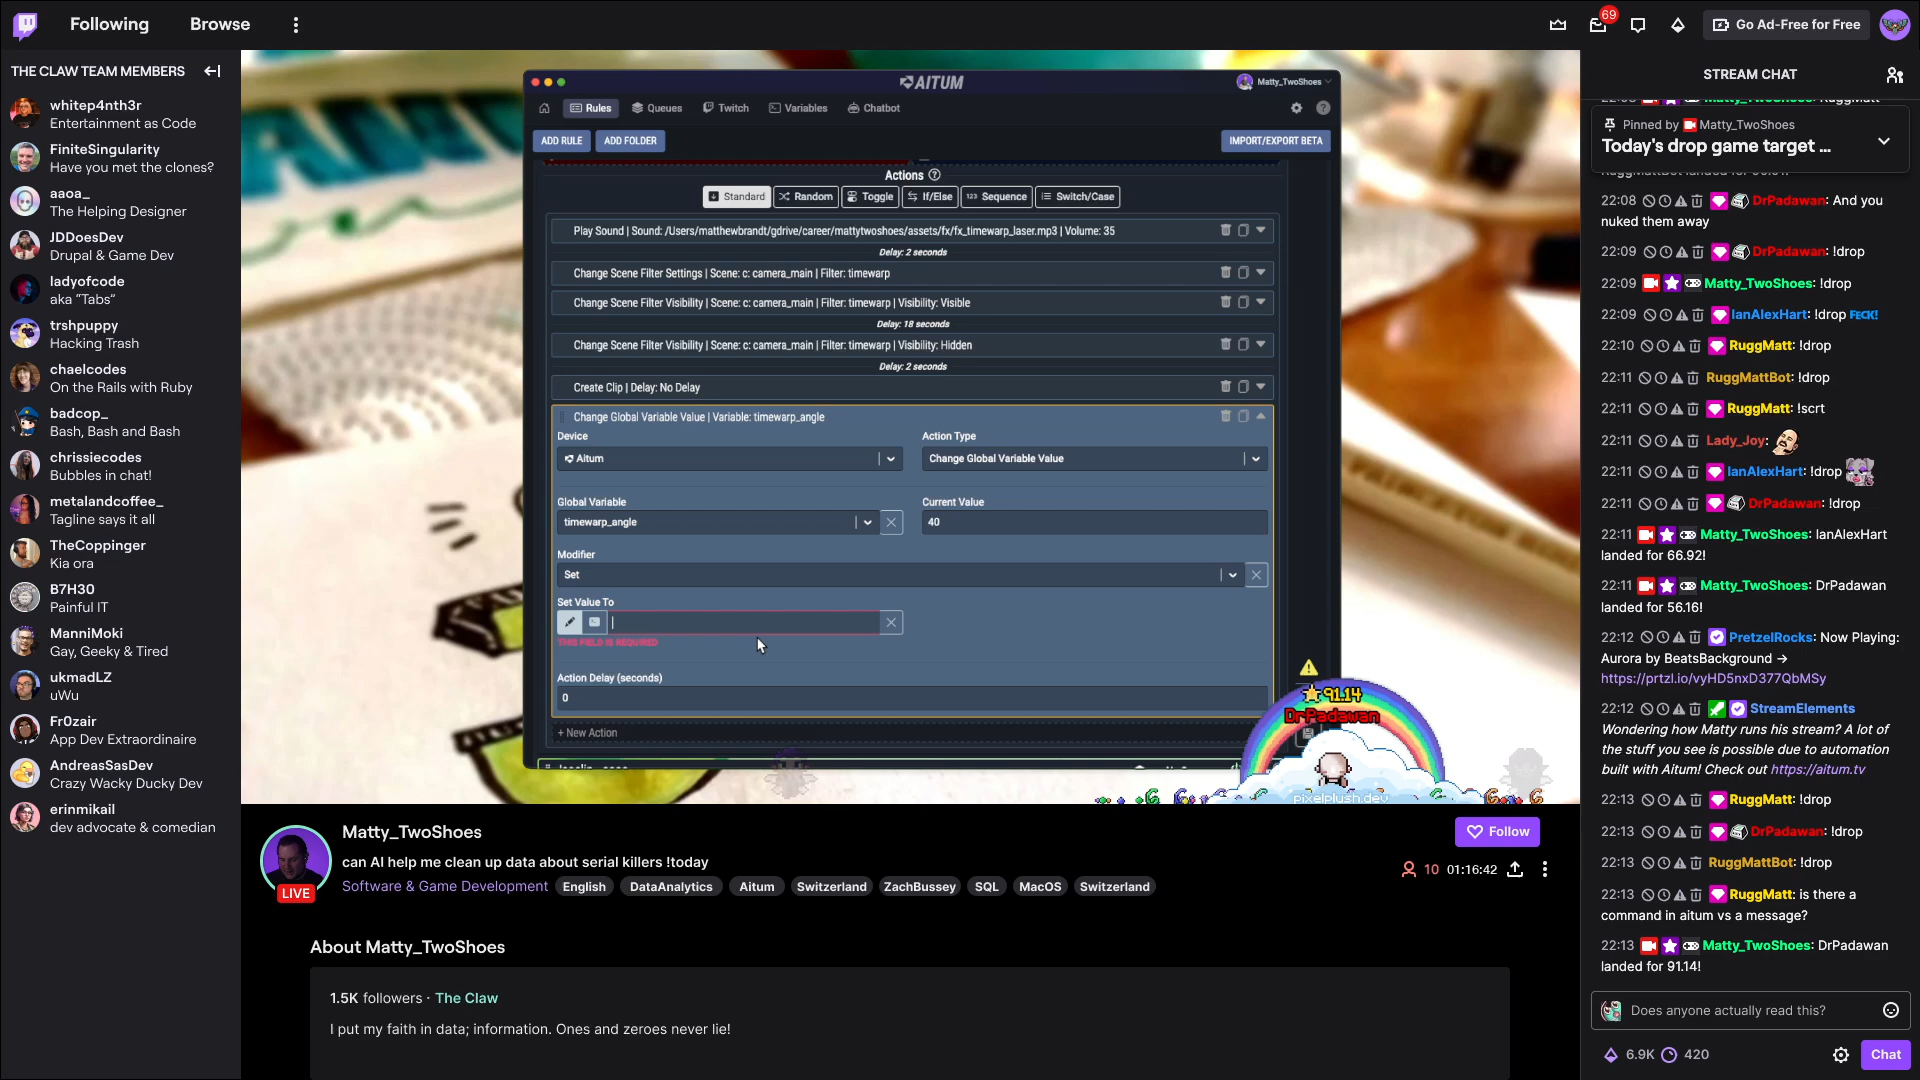 Following
Browse
69
Go Ad-Free for Free
THE CLAW TEAM MEMBERS
whitep4nth3r
Entertainment as Code
FiniteSingularity
Have you met the clones?
aaoa_
The Helping Designer
JDDoesDev
Drupal & Game Dev
ladyofcode
aka “Tabs”
trshpuppy
Hacking Trash
chaelcodes
On the Rails with Ruby
badcop_
Bash, Bash and Bash
chrissiecodes
Bubbles in chat!
metalandcoffee_
Tagline says it all
TheCoppinger
Kia ora
B7H30
Painful IT
ManniMoki
Gay, Geeky & Tired
ukmadLZ
uWu
Fr0zair
App Dev Extraordinaire
AndreasSasDev
Crazy Wacky Ducky Dev
erinmikail
dev advocate & comedian
AITUM
Matty_TwoShoes
Rules
Queues
Twitch
Variables
Chatbot
ADD RULE
ADD FOLDER
IMPORT/EXPORT BETA
Actions
Standard
Random
Toggle
If/Else
123 Sequence
Switch/Case
Play Sound | Sound: /Users/matthewbrandt/gdrive/career/mattytwoshoes/assets/fx/fx_timewarp_laser.mp3 | Volume: 35
Delay: 2 seconds
Change Scene Filter Settings | Scene: c: camera_main | Filter: timewarp
Change Scene Filter Visibility | Scene: c: camera_main | Filter: timewarp | Visibility: Visible
Delay: 18 seconds
Change Scene Filter Visibility | Scene: c: camera_main | Filter: timewarp | Visibility: Hidden
Delay: 2 seconds
Create Clip | Delay: No Delay
Change Global Variable Value | Variable: timewarp_angle
Device
Action Type
Aitum
Change Global Variable Value
Global Variable
Current Value
timewarp_angle
40
Modifier
Set
Set Value To
THIS FIELD IS REQUIRED
Action Delay (seconds)
0
+ New Action
91.14
DrPadawan
pixelplush.dev
Matty_TwoShoes
can AI help me clean up data about serial killers !today
Software & Game Development
English
DataAnalytics
Aitum
Switzerland
ZachBussey
SQL
MacOS
Switzerland
LIVE
Follow
10
01:16:42
About Matty_TwoShoes
1.5K followers · The Claw
I put my faith in data; information. Ones and zeroes never lie!
STREAM CHAT
Pinned by Matty_TwoShoes
Today's drop game target ...
22:08 DrPadawan: And you
nuked them away
22:09 DrPadawan: !drop
22:09 Matty_TwoShoes: !drop
22:09 IanAlexHart: !drop FECK!
22:10 RuggMatt: !drop
22:11 RuggMattBot: !drop
22:11 RuggMatt: !scrt
22:11 Lady_Joy:
22:11 IanAlexHart: !drop
22:11 DrPadawan: !drop
22:11 Matty_TwoShoes: IanAlexHart
landed for 66.92!
22:11 Matty_TwoShoes: DrPadawan
landed for 56.16!
22:12 PretzelRocks: Now Playing:
Aurora by BeatsBackground →
https://prtzl.io/vyHD5nxD377QbMSy
22:12 StreamElements
Wondering how Matty runs his stream? A lot of
the stuff you see is possible due to automation
built with Aitum! Check out https://aitum.tv
22:13 RuggMatt: !drop
22:13 DrPadawan: !drop
22:13 RuggMattBot: !drop
22:13 RuggMatt: is there a
command in aitum vs a message?
22:13 Matty_TwoShoes: DrPadawan
landed for 91.14!
Does anyone actually read this?
6.9K
420
Chat